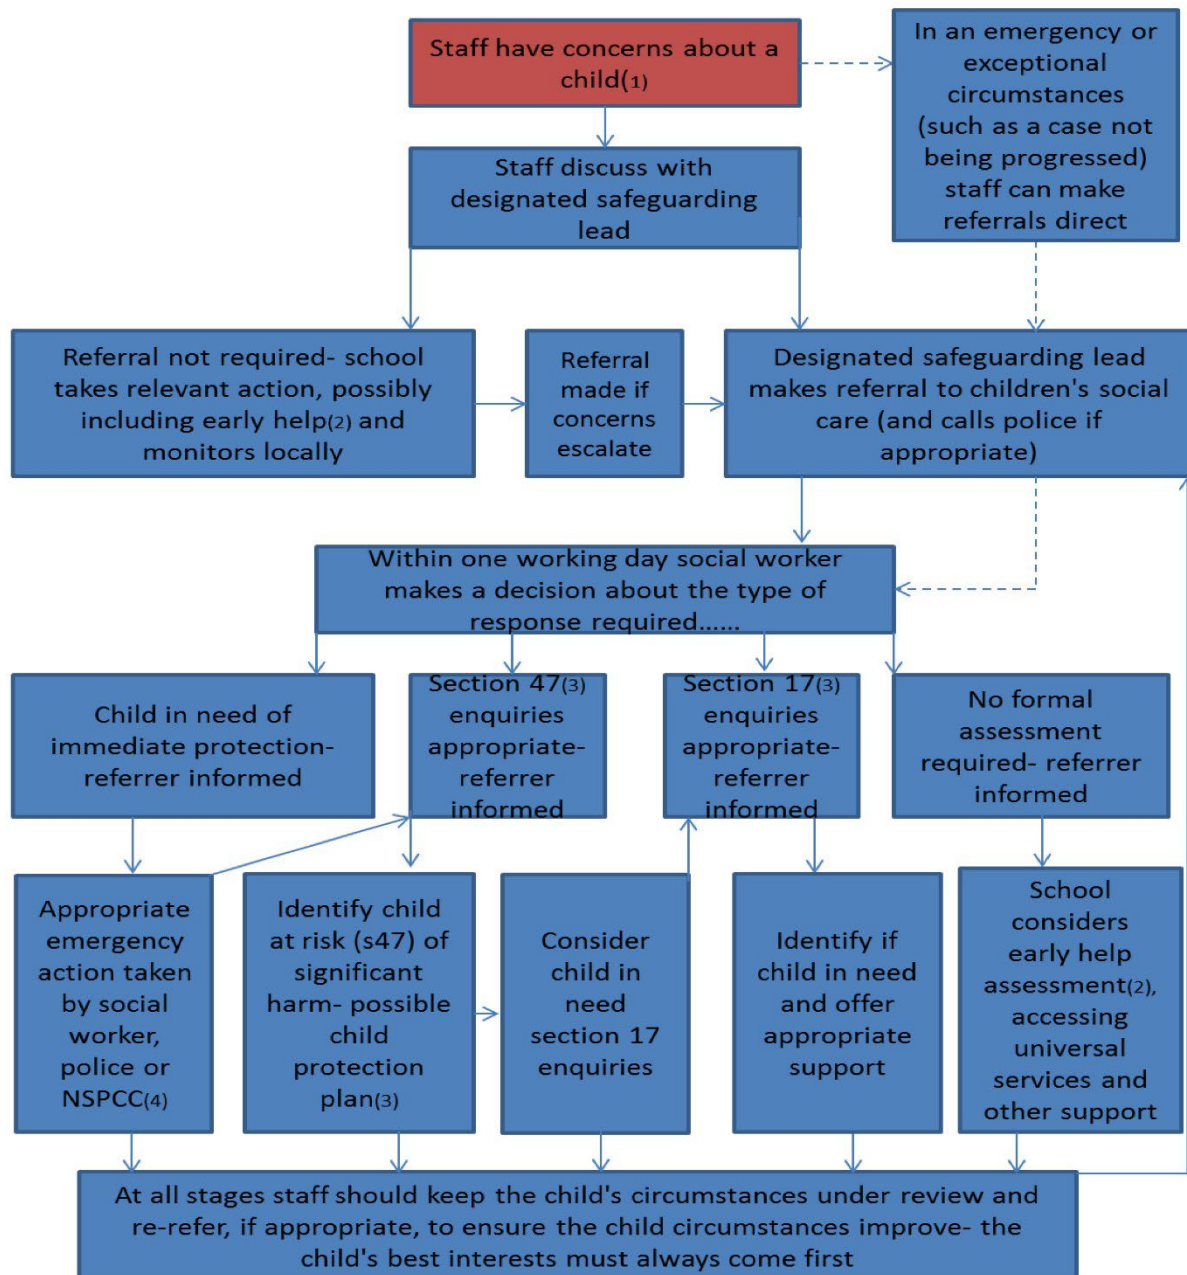 Staff have concerns about a
child(1)
In an emergency or
exceptional
circumstances
(such as a case not
being progressed)
staff can make
referrals direct
Staff discuss with
designated safeguarding
lead
Referral not required- school
takes relevant action, possibly
including early help(2) and
monitors locally
Referral
made if
concerns
escalate
Designated safeguarding lead
makes referral to children's social
care (and calls police if
appropriate)
Within one working day social worker
makes a decision about the type of
response required......
Child in need of
immediate protection-
referrer informed
Section 47(3)
enquiries
appropriate-
referrer
informed
Section 17(3)
enquiries
appropriate-
referrer
informed
No formal
assessment
required- referrer
informed
Appropriate
emergency
action taken
by social
worker,
police or
NSPCC(4)
Identify child
at risk (s47) of
significant
harm- possible
child
protection
plan(3)
Consider
child in
need
section 17
enquiries
Identify if
child in need
and offer
appropriate
support
School
considers
early help
assessment(2),
accessing
universal
services and
other support
At all stages staff should keep the child's circumstances under review and
re-refer, if appropriate, to ensure the child circumstances improve- the
child's best interests must always come first